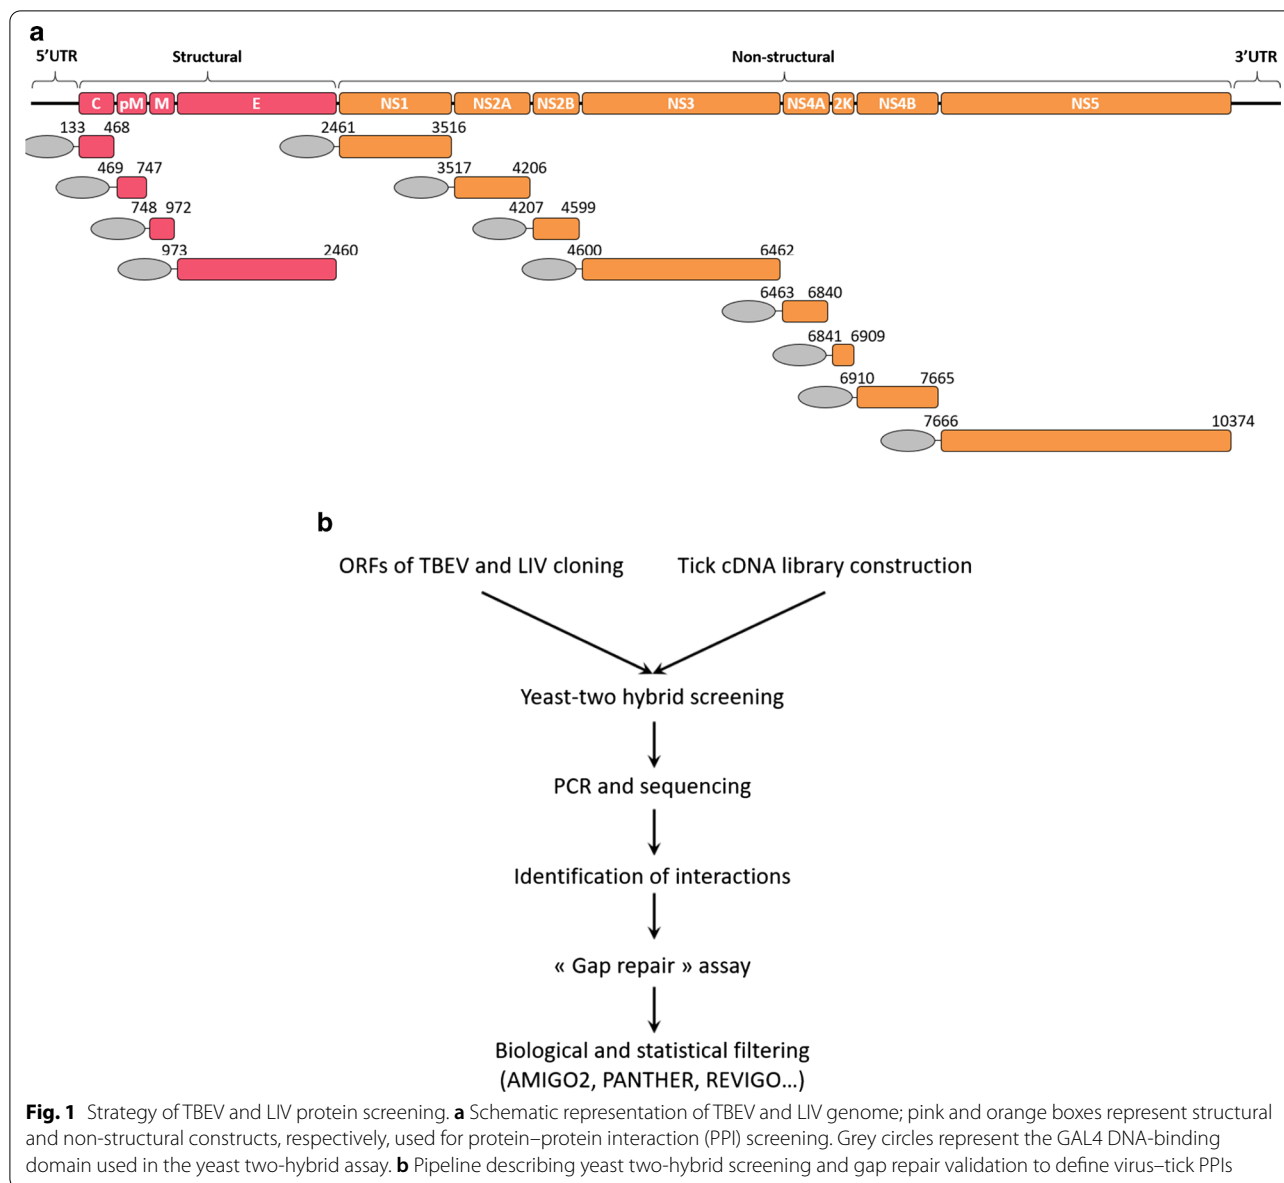 a
5'UTR Structural Non-structural 3'UTR
C pM M E NS1 NS2A NS2B NS3 NS4A 2K NS4B NS5
133 468 2461 3516
469 747 3517 4206
748 972 4207 4599
973 2460 4600 6462
6463 6840
6841 6909
6910 7665
7666 10374
b
ORFs of TBEV and LIV cloning Tick cDNA library construction
Yeast-two hybrid screening
PCR and sequencing
Identification of interactions
« Gap repair » assay
Biological and statistical filtering
(AMIGO2, PANTHER, REVIGO...)
Fig. 1 Strategy of TBEV and LIV protein screening. a Schematic representation of TBEV and LIV genome; pink and orange boxes represent structural
and non-structural constructs, respectively, used for protein–protein interaction (PPI) screening. Grey circles represent the GAL4 DNA-binding
domain used in the yeast two-hybrid assay. b Pipeline describing yeast two-hybrid screening and gap repair validation to define virus–tick PPIs